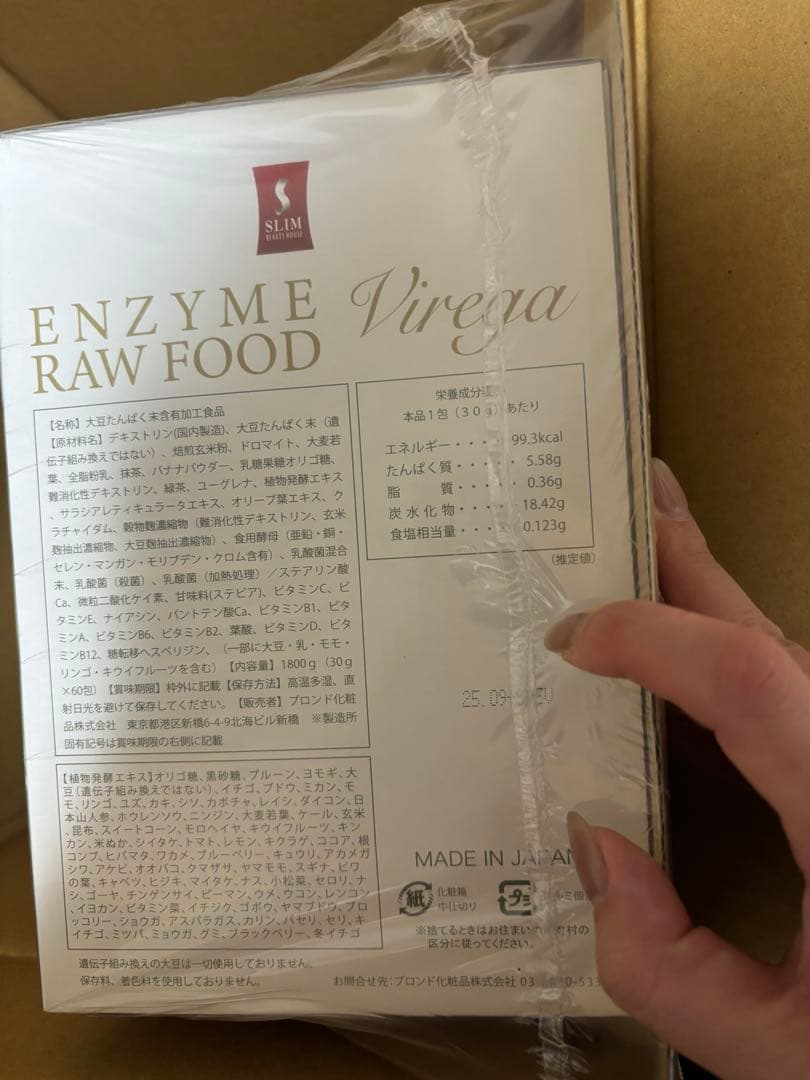 S
SLIM
BEAUTY HOUSE
ENZYME
RAW FOOD
Virega
【名称】大豆たんぱく末含有加工食品
【原材料名】デキストリン(国内製造)、大豆たんぱく末（遺
伝子組み換えではない）、焙煎玄米粉、ドロマイト、大麦若
葉、全脂粉乳、抹茶、バナナパウダー、乳糖果糖オリゴ糖、
難消化性デキストリン、緑茶、ユーグレナ、植物発酵エキス
、サラシアレティキュラータエキス、オリーブ葉エキス、ク
ラチャイダム、穀物麹濃縮物（難消化性デキストリン、玄米
麹抽出濃縮物、大豆麹抽出濃縮物）、食用酵母（亜鉛・銅・
セレン・マンガン・モリブデン・クロム含有）、乳酸菌混合
末、乳酸菌（殺菌）、乳酸菌（加熱処理）／ステアリン酸
Ca、微粒二酸化ケイ素、甘味料(ステビア)、ビタミンC、ビ
タミンE、ナイアシン、パントテン酸Ca、ビタミンB1、ビタ
ミンA、ビタミンB6、ビタミンB2、葉酸、ビタミンD、ビタ
ミンB12、糖転移ヘスペリジン、（一部に大豆・乳・モモ・
リンゴ・キウイフルーツを含む）【内容量】1800g（30g
×60包）【賞味期限】枠外に記載【保存方法】高温多湿、直
射日光を避けて保存してください。【販売者】ブロンド化粧
品株式会社　東京都港区新橋6-4-9北海ビル新橋　※製造所
固有記号は賞味期限の右側に記載
栄養成分
本品1包（30g）あたり
エネルギー・・・・99.3kcal
たんぱく質・・・・・5.58g
脂　　質・・・・・0.36g
炭水化物・・・・18.42g
食塩相当量・・・・0.123g
（推定値）
25.09
【植物発酵エキス】オリゴ糖、黒砂糖、プルーン、ヨモギ、大
豆(遺伝子組み換えではない)、イチゴ、ブドウ、ミカン、モ
モ、リンゴ、ユズ、カキ、シソ、カボチャ、レイシ、ダイコン、日
本山人参、ホウレンソウ、ニンジン、大麦若葉、ケール、玄米
、昆布、スイートコーン、モロヘイヤ、キウイフルーツ、キン
カン、米ぬか、シイタケ、トマト、レモン、キクラゲ、ココア、根
コンブ、ヒバマタ、ワカメ、ブルーベリー、キュウリ、アカメガ
シワ、アケビ、オオバコ、クマザサ、ヤマモモ、スギナ、ビワ
の葉、キャベツ、ヒジキ、マイタケ、ナス、小松菜、セロリ、ナ
シ、ゴーヤ、チンゲンサイ、ピーマン、ウメ、ウコン、レンコン
、イヨカン、ビタミン菜、イチジク、ゴボウ、ヤマブドウ、ブロ
ッコリー、ショウガ、アスパラガス、カリン、パセリ、セリ、キ
イチゴ、ミツバ、ミョウガ、グミ、ブラックベリー、冬イチゴ
MADE IN JAPAN
紙
化粧箱
中仕切り
プラ
※捨てるときはお住まい
町村の
区分に従ってください。
遺伝子組み換えの大豆は一切使用しておりません。
保存料、着色料を使用しておりません。
お問合せ先：ブロンド化粧品株式会社 03